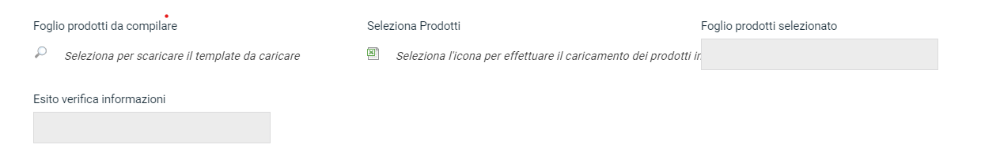 Foglio prodotti da compilare
Seleziona Prodotti
Foglio prodotti selezionato
Seleziona per scaricare il template da caricare
Seleziona l'icona per effettuare il caricamento dei prodotti
Esito verifica informazioni